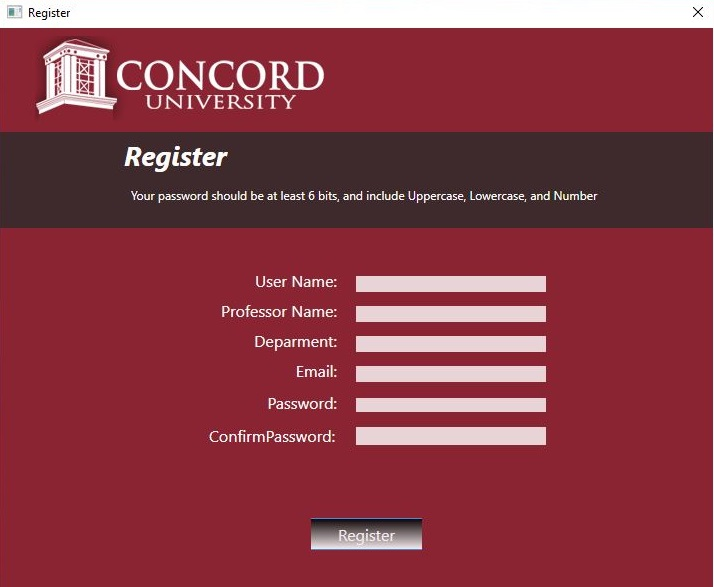 Register
CONCORD
UNIVERSITY
Register
Your password should be at least 6 bits, and include Uppercase, Lowercase, and Number
User Name:
Professor Name:
Deparment:
Email:
Password:
ConfirmPassword:
Register